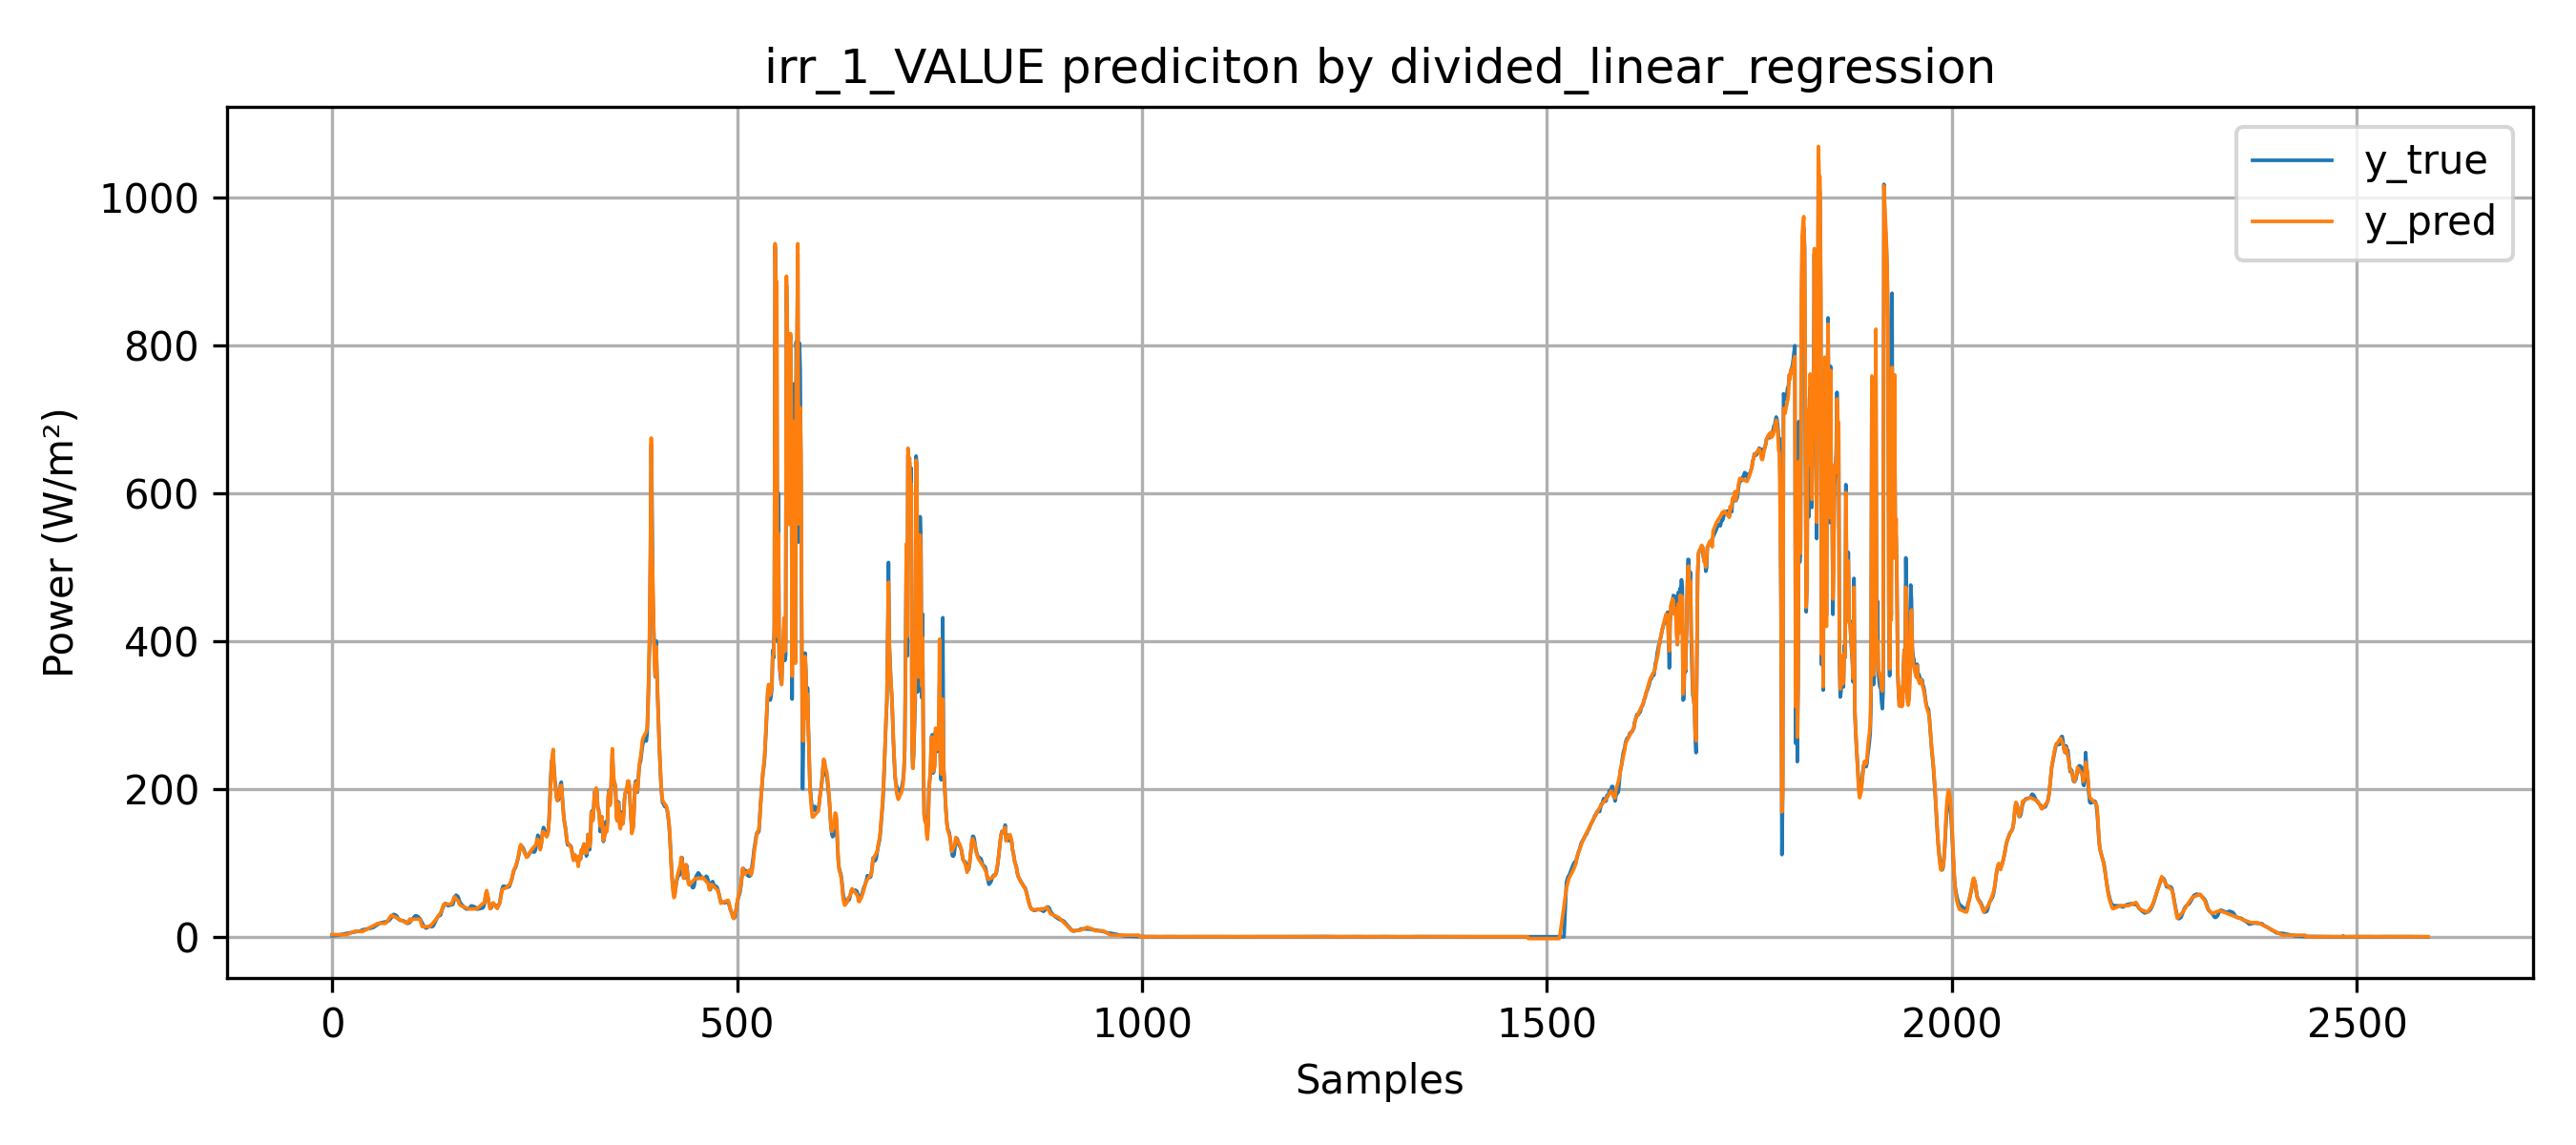 irr_1_VALUE prediciton by divided_linear_regression
y_true
y_pred
1000
800
600
400
200
0
Power (W/m²)
0 500 1000 1500 2000 2500
Samples